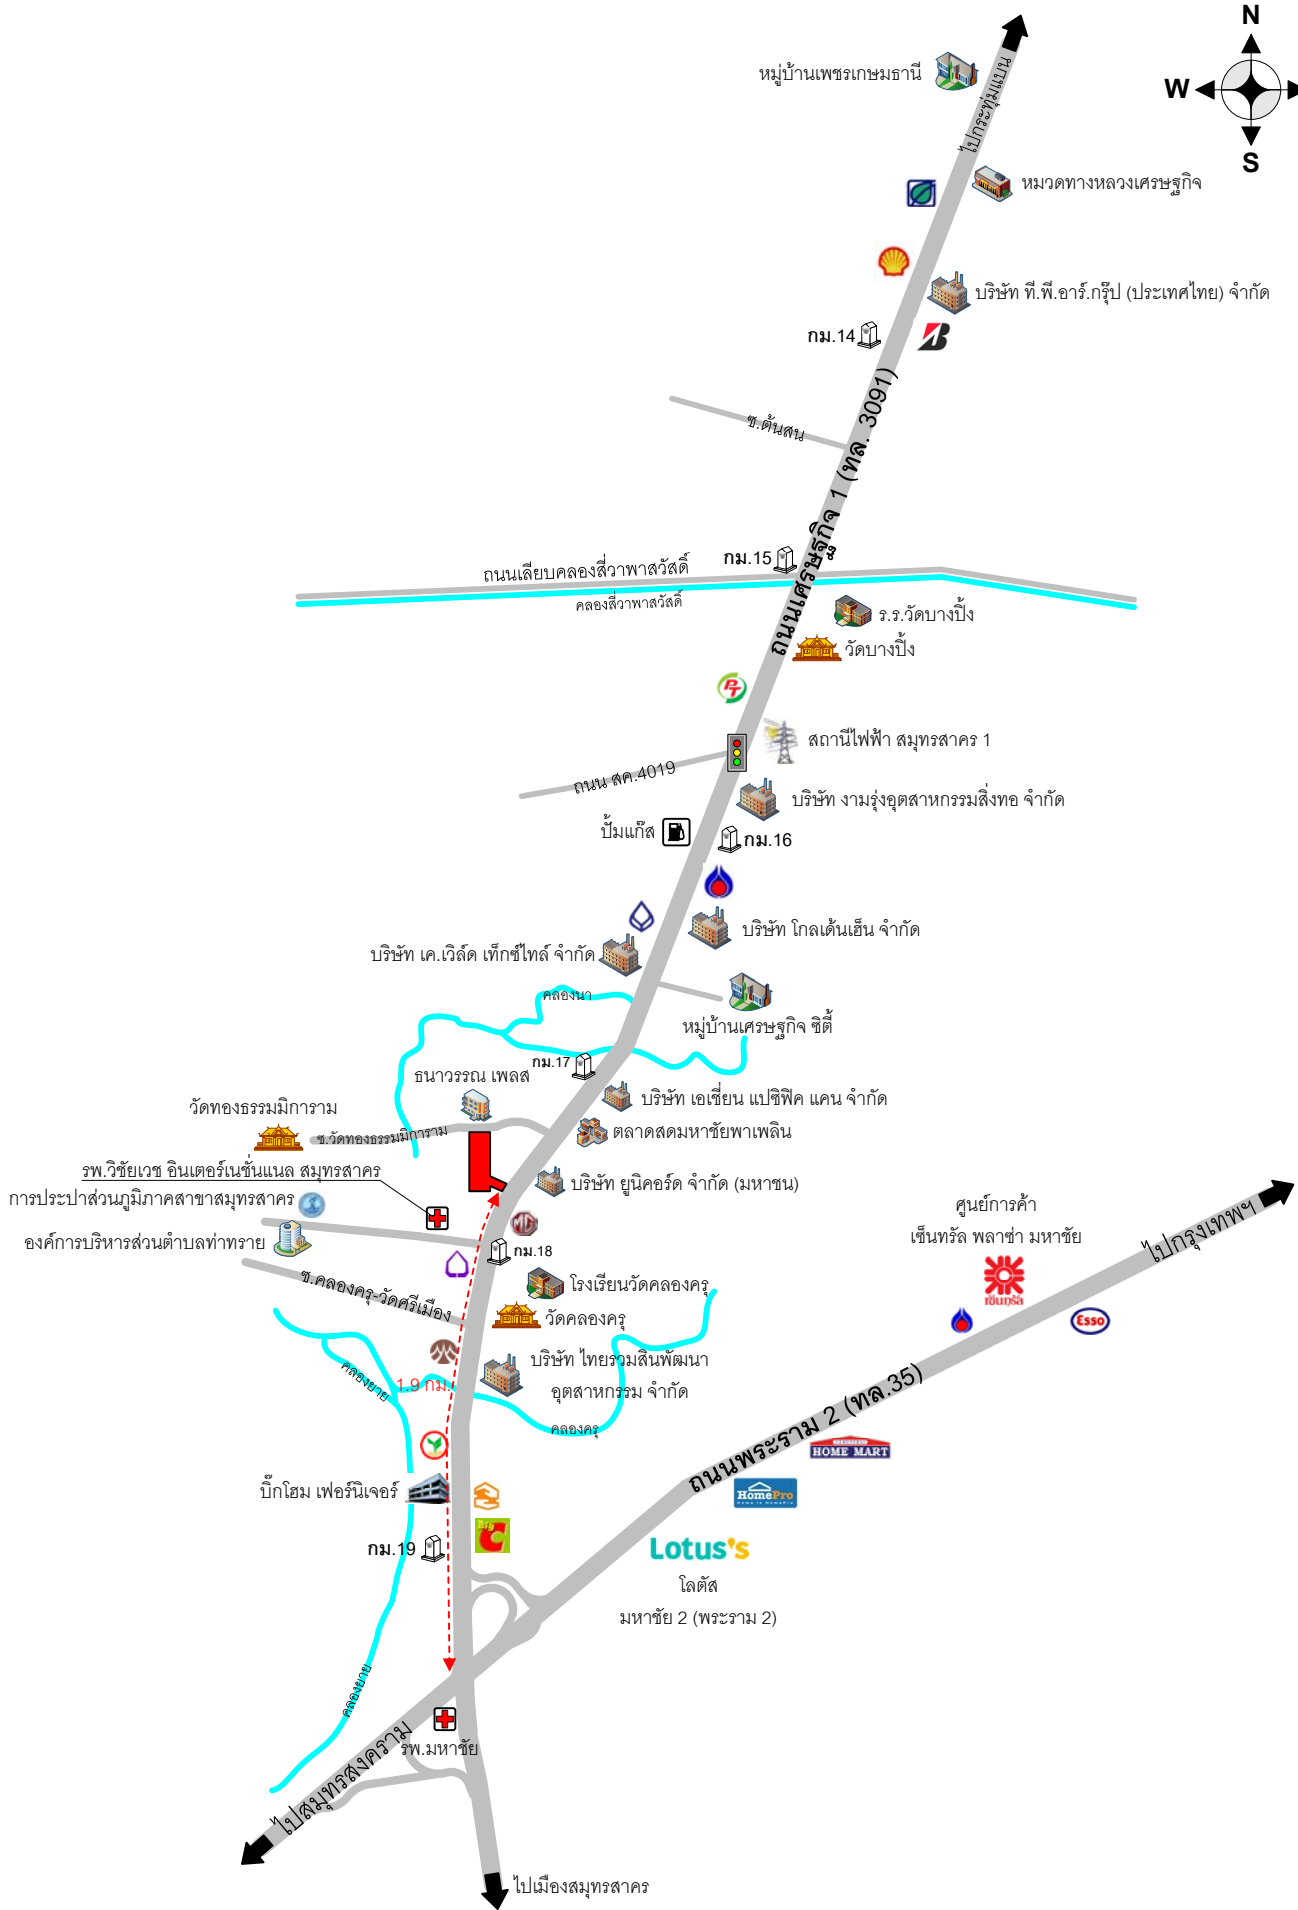 N
W
S
หมู่บ้านเพชรเกษมธานี
ไปกระทุ่มแบน
หมวดทางหลวงเศรษฐกิจ
บริษัท ที.พี.อาร์.กรุ๊ป (ประเทศไทย) จำกัด
กม.14
ซ.ต้นสน
ถนนเศรษฐกิจ 1 (ทล. 3091)
กม.15
ถนนเลียบคลองสี่วาพาสวัสดิ์
คลองสี่วาพาสวัสดิ์
ร.ร.วัดบางปิ้ง
วัดบางปิ้ง
PT
สถานีไฟฟ้า สมุทรสาคร 1
ถนน สค.4019
บริษัท งามรุ่งอุตสาหกรรมสิ่งทอ จำกัด
ปั้มแก๊ส
กม.16
บริษัท โกลเด้นเฮ็น จำกัด
บริษัท เค.เวิล์ด เท็กซ์ไทล์ จำกัด
คลองนา
หมู่บ้านเศรษฐกิจ ซิตี้
กม.17
ธนาวรรณ เพลส
บริษัท เอเชี่ยน แปซิฟิค แคน จำกัด
วัดทองธรรมมิการาม
ซ.วัดทองธรรมมิการาม
ตลาดสดมหาชัยพาเพลิน
รพ.วิชัยเวช อินเตอร์เนชั่นแนล สมุทรสาคร
บริษัท ยูนิคอร์ด จำกัด (มหาชน)
การประปาส่วนภูมิภาคสาขาสมุทรสาคร
MG
องค์การบริหารส่วนตำบลท่าทราย
กม.18
ศูนย์การค้า
เซ็นทรัล พลาซ่า มหาชัย
ไปกรุงเทพฯ
เซ็นทรัล
Esso
ซ.คลองครุ-วัดศรีเมือง
โรงเรียนวัดคลองครุ
วัดคลองครุ
บริษัท ไทยรวมสินพัฒนา
อุตสาหกรรม จำกัด
คลองยาย
1.9 กม.
คลองครุ
ถนนพระราม 2 (ทล.35)
HOME MART
HomePro
บิ๊กโฮม เฟอร์นิเจอร์
Big C
กม.19
Lotus's
โลตัส
มหาชัย 2 (พระราม 2)
คลองยาย
รพ.มหาชัย
ไปสมุทรสงคราม
ไปเมืองสมุทรสาคร